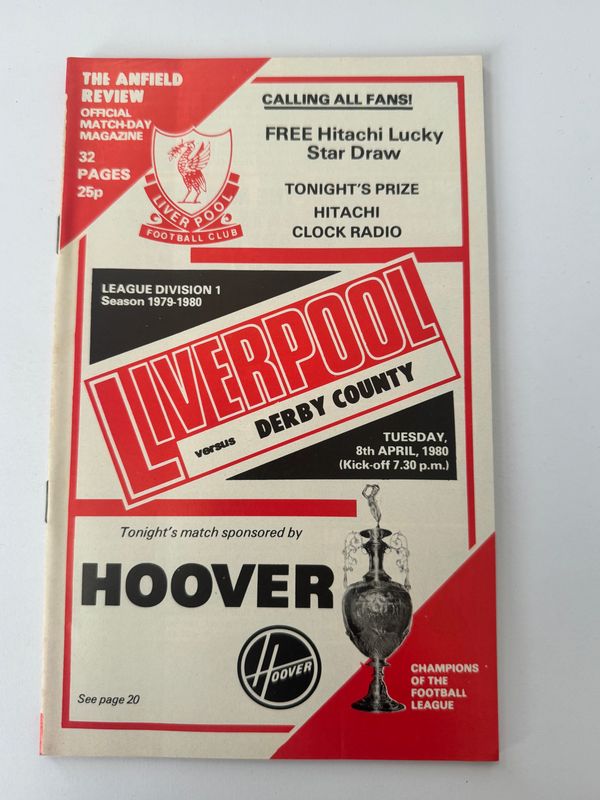 THE ANFIELD
REVIEW
OFFICIAL
MATCH-DAY
MAGAZINE
32
PAGES
25p
LIVERPOOL
FOOTBALL CLUB
CALLING ALL FANS!
FREE Hitachi Lucky
Star Draw
TONIGHT'S PRIZE
HITACHI
CLOCK RADIO
LEAGUE DIVISION 1
Season 1979-1980
LIVERPOOL
versus DERBY COUNTY
TUESDAY,
8th APRIL, 1980
(Kick-off 7.30 p.m.)
Tonight's match sponsored by
HOOVER
HOOVER
See page 20
CHAMPIONS
OF THE
FOOTBALL
LEAGUE